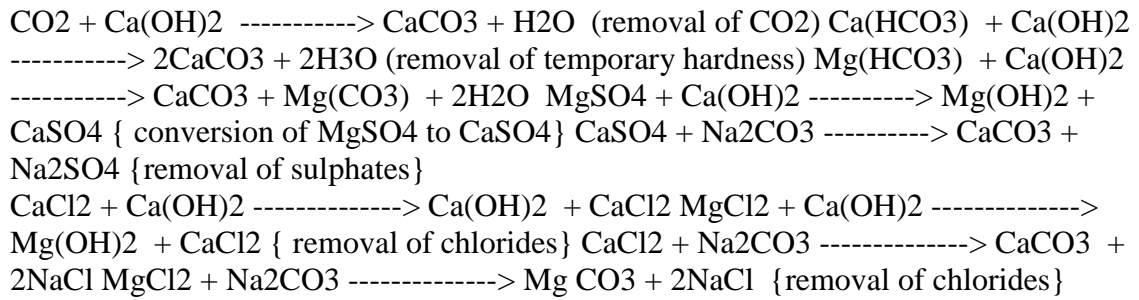 CO2 + Ca(OH)2  -----------> CaCO3 + H2O  (removal of CO2) Ca(HCO3)  + Ca(OH)2
-----------> 2CaCO3 + 2H3O (removal of temporary hardness) Mg(HCO3)  + Ca(OH)2
-----------> CaCO3 + Mg(CO3)  + 2H2O  MgSO4 + Ca(OH)2 ----------> Mg(OH)2 +
CaSO4 { conversion of MgSO4 to CaSO4} CaSO4 + Na2CO3 ----------> CaCO3 +
Na2SO4 {removal of sulphates}
CaCl2 + Ca(OH)2 --------------> Ca(OH)2  + CaCl2 MgCl2 + Ca(OH)2 -------------->
Mg(OH)2  + CaCl2 { removal of chlorides} CaCl2 + Na2CO3 --------------> CaCO3  +
2NaCl MgCl2 + Na2CO3 --------------> Mg CO3 + 2NaCl  {removal of chlorides}